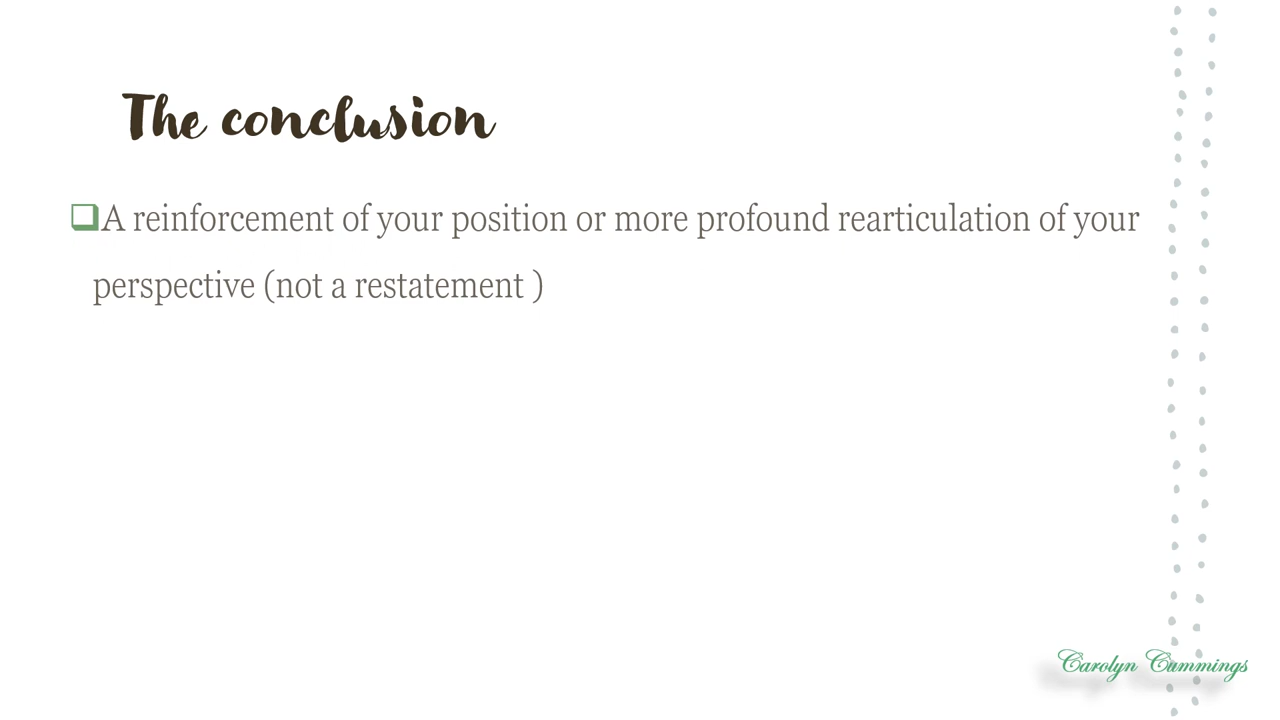 The conclusion
A reinforcement of your position or more profound rearticulation of your
perspective (not a restatement )
Carolyn Cummings